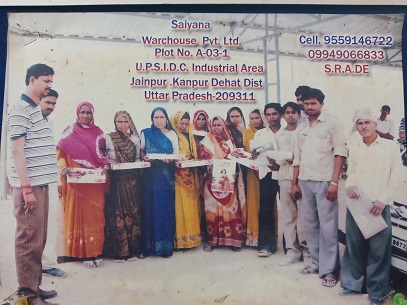 Saiyana
Warchouse. Pvt. Ltd.
Plot No. A-03-1
U.P.S.I.D.C. Industrial Area
Jainpur ,Kanpur Dehat Dist
Uttar Pradesh-209311
Cell. 9559146722
09949066833
S.R.A.DE